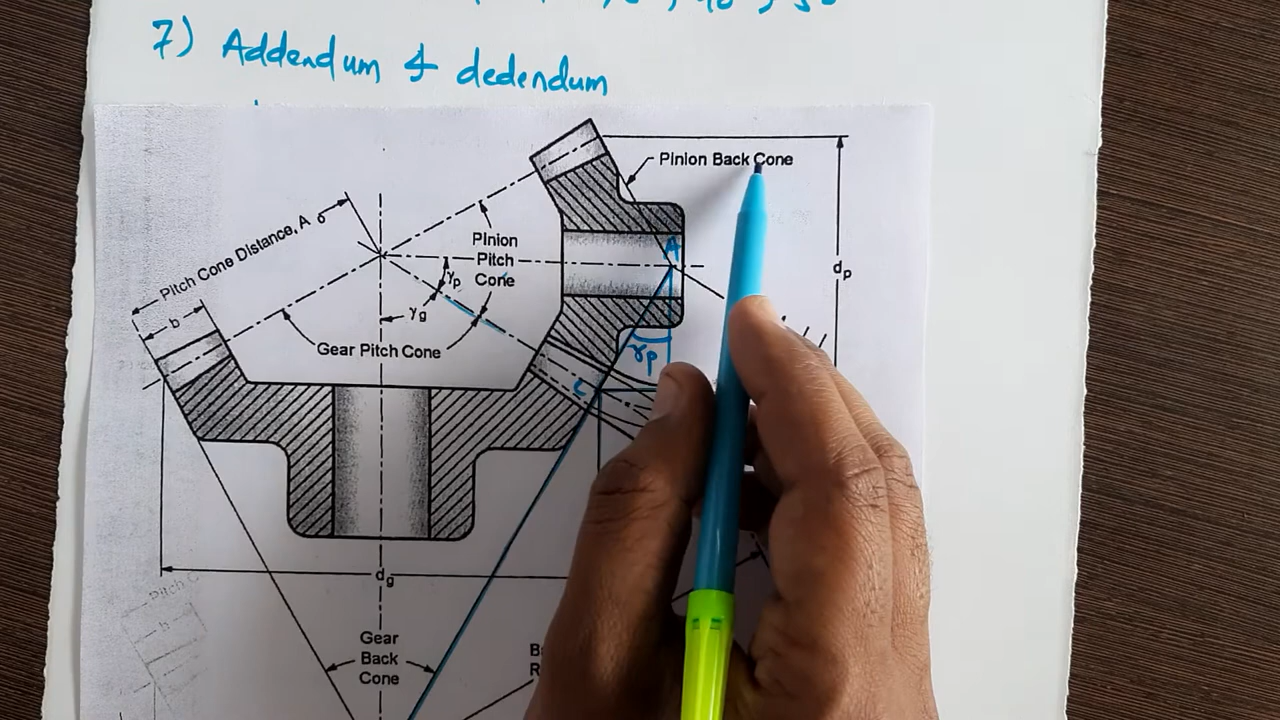 7) Addendum & dedendum
Pinion Back Cone
Pitch Cone Distance, A o
b
Pinion
Pitch
Cone
γp
γg
Gear Pitch Cone
A
dp
γp
C
dg
Pitch C
b
Gear
Back
Cone